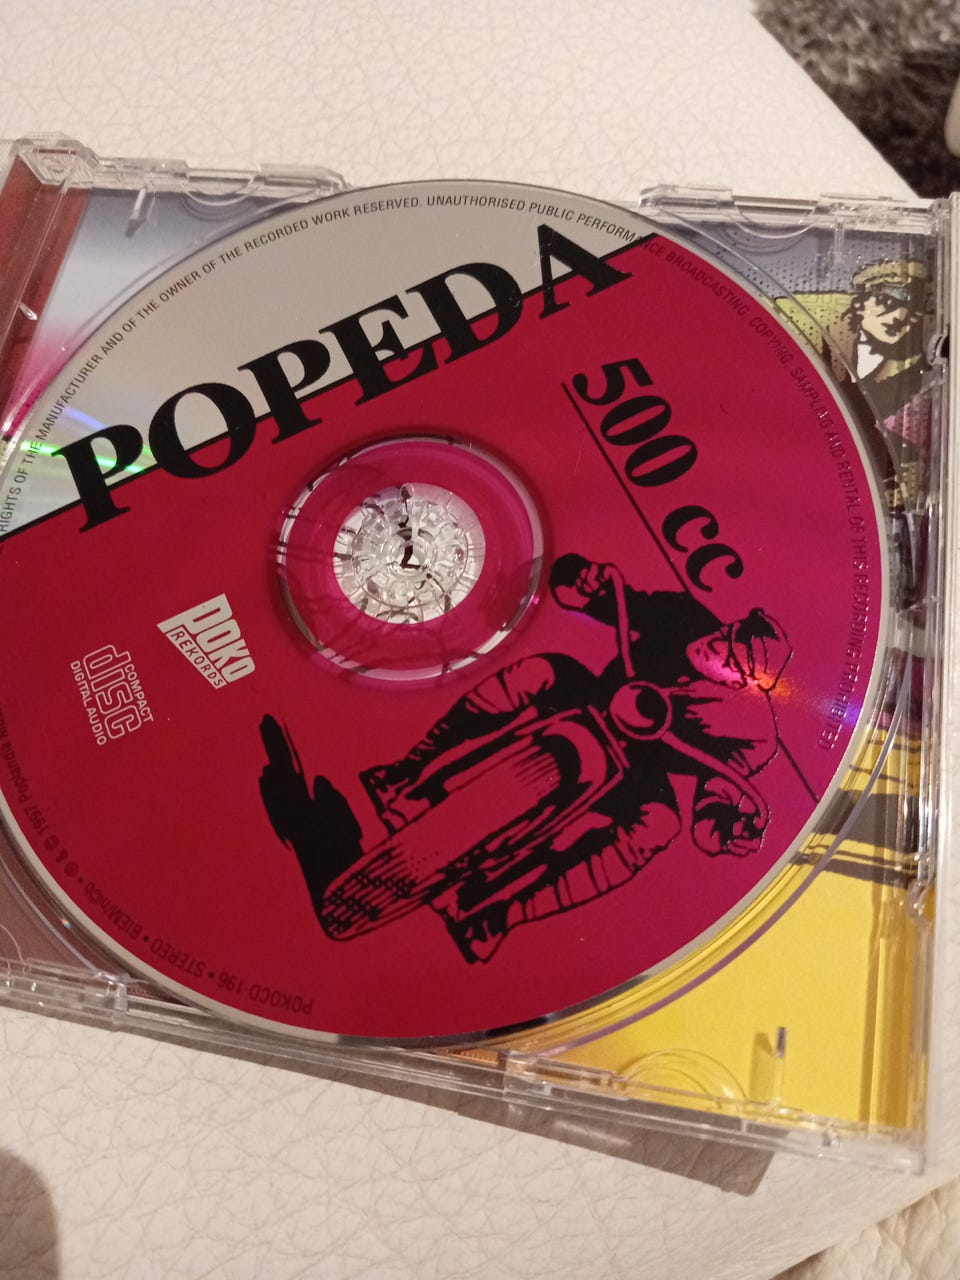 RIGHTS OF THE MANUFACTURER AND OF THE OWNER OF THE RECORDED WORK RESERVED. UNAUTHORISED PUBLIC PERFORMANCE BROADCASTING, COPYING, SAMPLING AND RENTAL OF THIS RECORDING PROHIBITED
POPEDA
500 cc
POKO
REKORDS
COMPACT
disc
DIGITAL AUDIO
POKOCD 196 • STEREO • BIEM/nCb • ℗ & © 1997 Poplandia